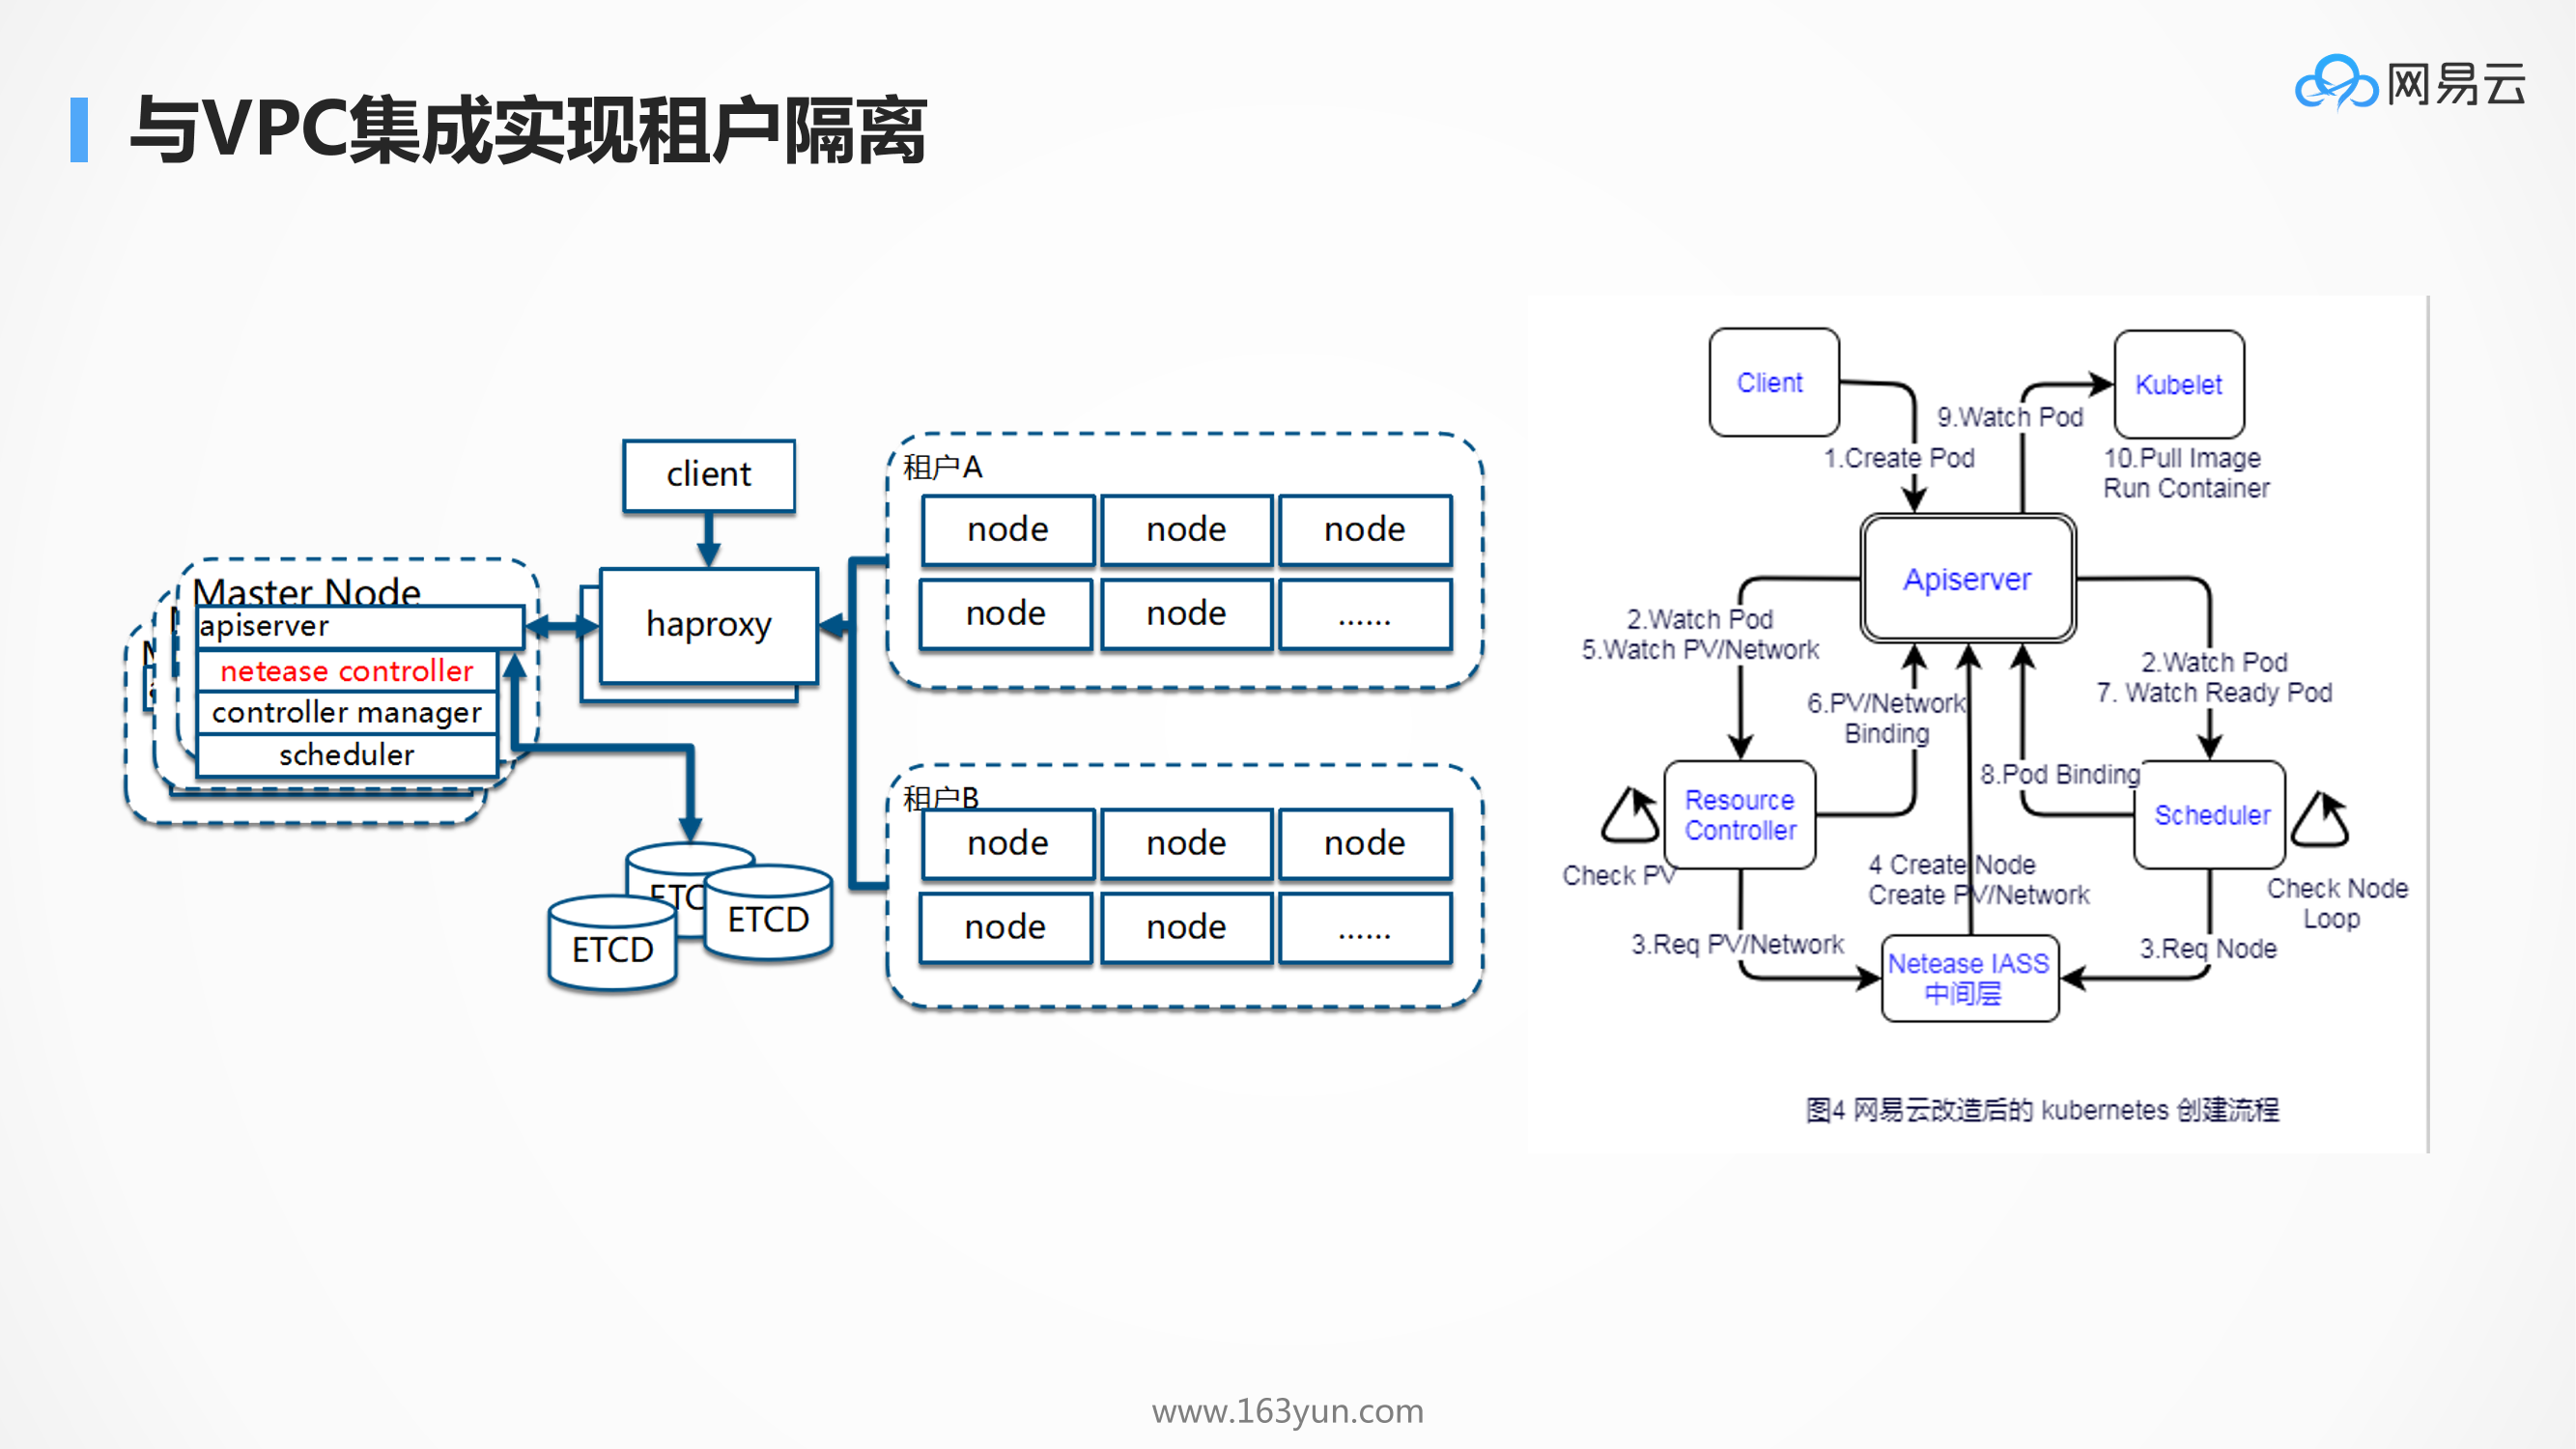 与VPC集成实现租户隔离
网易云
client
haproxy
Master Node
apiserver
netease controller
controller manager
scheduler
ETCD
ETCD
租户A
node
node
node
node
node
......
租户B
node
node
node
node
node
......
Client
Kubelet
9.Watch Pod
1.Create Pod
10.Pull Image
Run Container
Apiserver
2.Watch Pod
5.Watch PV/Network
2.Watch Pod
7. Watch Ready Pod
6.PV/Network
Binding
8.Pod Binding
Resource
Controller
Scheduler
Check PV
4 Create Node
Create PV/Network
Check Node
Loop
3.Req PV/Network
3.Req Node
Netease IASS
中间层
图4 网易云改造后的 kubernetes 创建流程
www.163yun.com